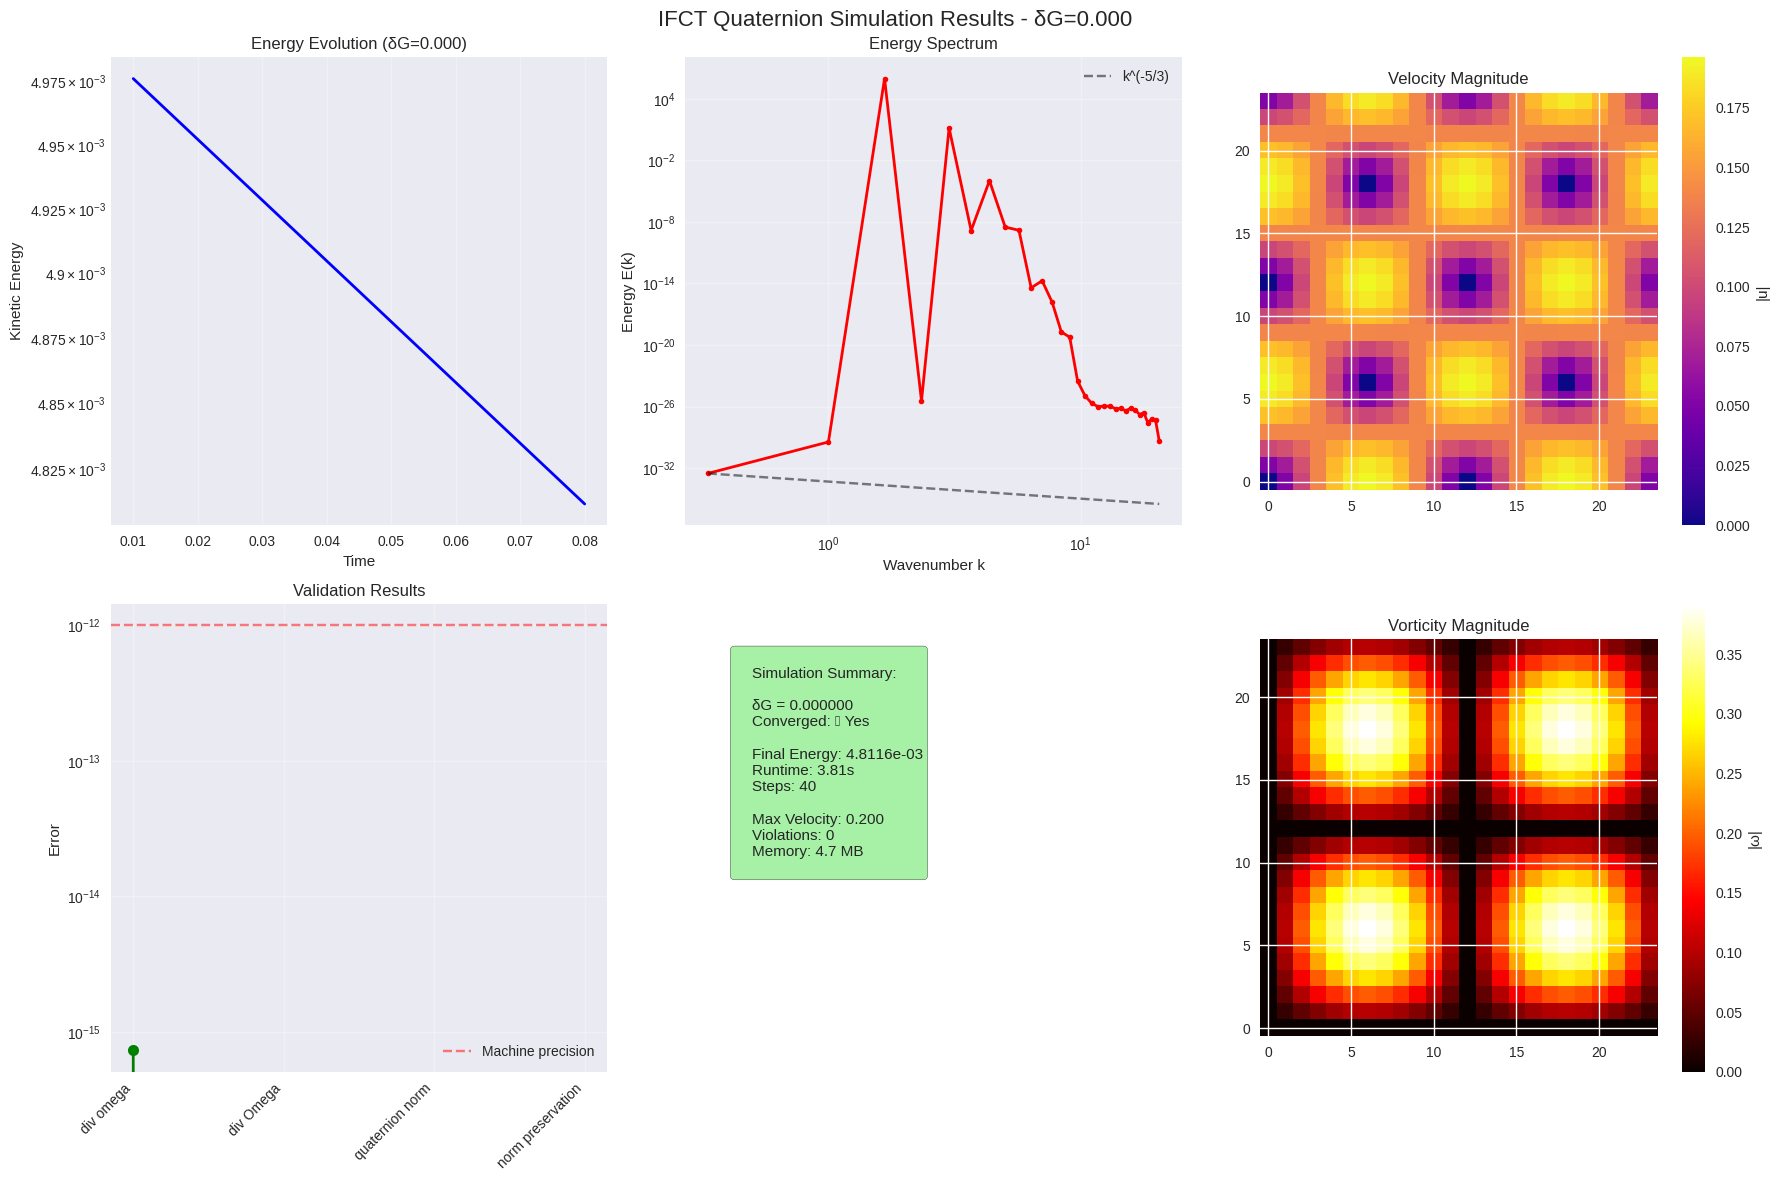 IFCT Quaternion Simulation Results - δG=0.000
Energy Evolution (δG=0.000)
4.975 × 10⁻³
4.95 × 10⁻³
4.925 × 10⁻³
4.9 × 10⁻³
4.875 × 10⁻³
4.85 × 10⁻³
4.825 × 10⁻³
Kinetic Energy
0.01 0.02 0.03 0.04 0.05 0.06 0.07 0.08
Time
Energy Spectrum
k^(-5/3)
10⁴
10⁻²
10⁻⁸
10⁻¹⁴
10⁻²⁰
10⁻²⁶
10⁻³²
Energy E(k)
10⁰ 10¹
Wavenumber k
Velocity Magnitude
20
15
10
5
0
0 5 10 15 20
0.175
0.150
0.125
0.100
0.075
0.050
0.025
0.000
|u|
Validation Results
10⁻¹²
10⁻¹³
10⁻¹⁴
10⁻¹⁵
Error
Machine precision
div omega
div Omega
quaternion norm
norm preservation
Simulation Summary:
δG = 0.000000
Converged: ▯ Yes
Final Energy: 4.8116e-03
Runtime: 3.81s
Steps: 40
Max Velocity: 0.200
Violations: 0
Memory: 4.7 MB
Vorticity Magnitude
20
15
10
5
0
0 5 10 15 20
0.35
0.30
0.25
0.20
0.15
0.10
0.05
0.00
|ω|